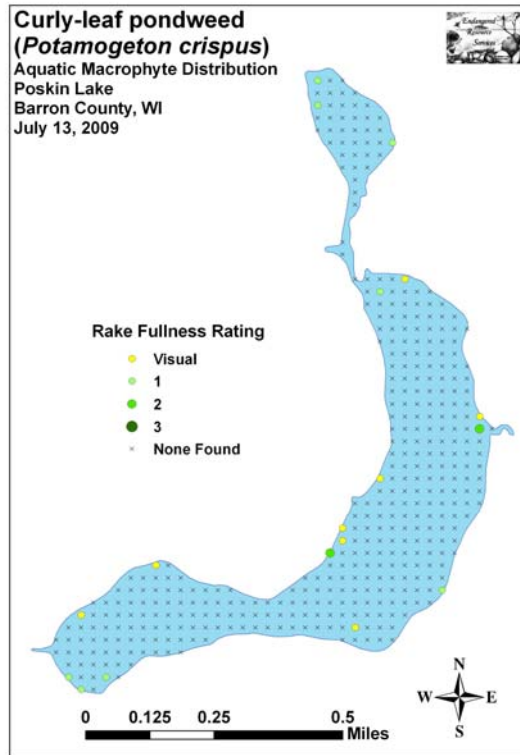 Curly-leaf pondweed
(Potamogeton crispus)
Aquatic Macrophyte Distribution
Poskin Lake
Barron County, WI
July 13, 2009
Endangered
Resource
Services
Rake Fullness Rating
Visual
1
2
3
None Found
N
W E
S
0 0.125 0.25 0.5
Miles